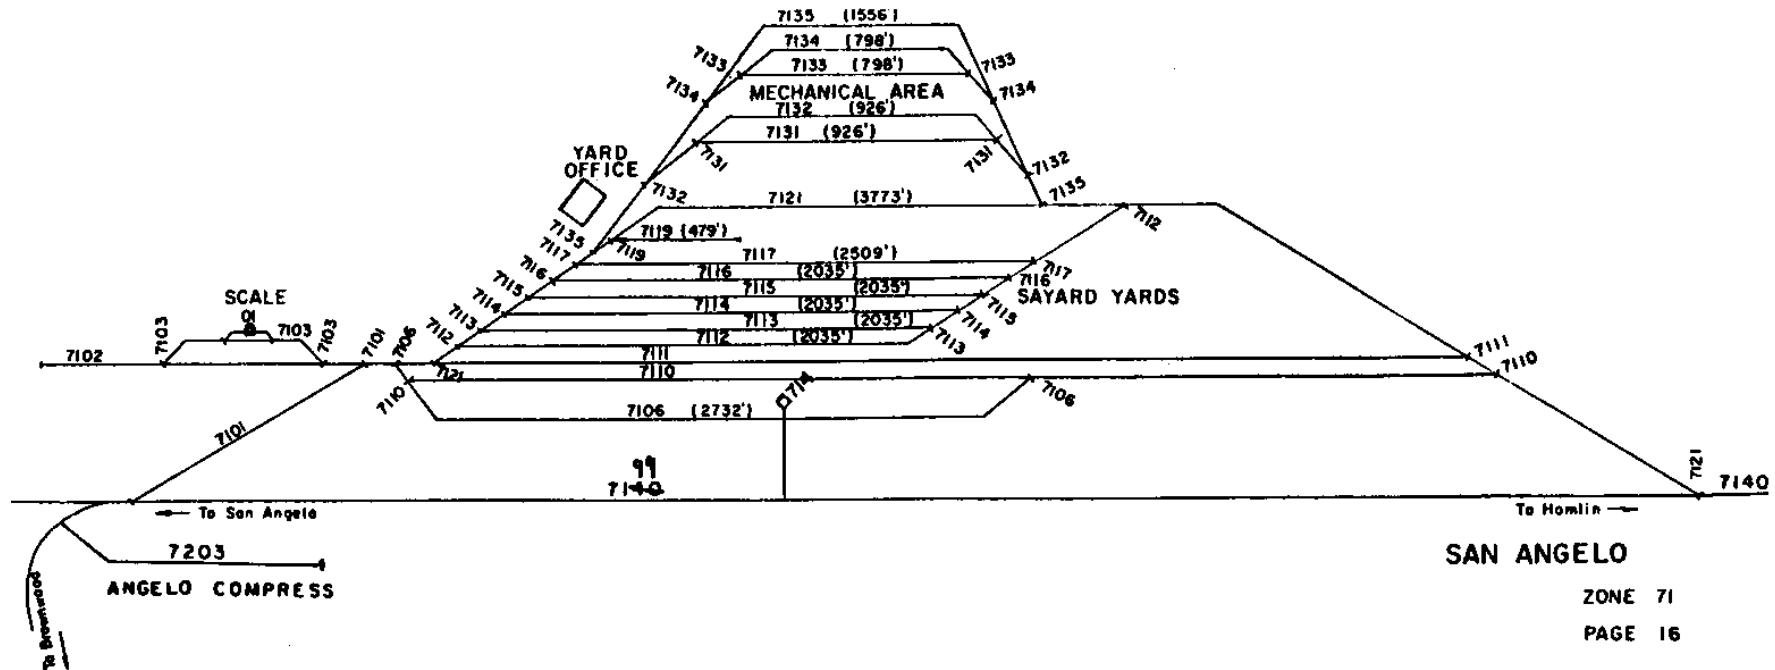 7135 (1556')
7134 (798')
7133 7133 (798') 7133
7134 MECHANICAL AREA 7134
7132 (926')
7131 (926')
YARD
OFFICE
7131 7131 7132
7132 7121 (3773') 7135
7112
7135 7119 (479')
7117 7119 7117 (2509') 7117
7116 7116 (2035') 7116
7115 7115 (2035') SAYARD YARDS
7114 7114 (2035') 7115
7113 7113 (2035') 7114
7112 7112 (2035') 7113
SCALE
01
7103 7103 7103 7101 7106
7102 7121 7111 7111
7110 7110 7110
714
7106 (2732') 7106
7101
99
7140
7121
7140
To San Angelo
To Hamlin
7203
ANGELO COMPRESS
To Brownwood
SAN ANGELO
ZONE 71
PAGE 16